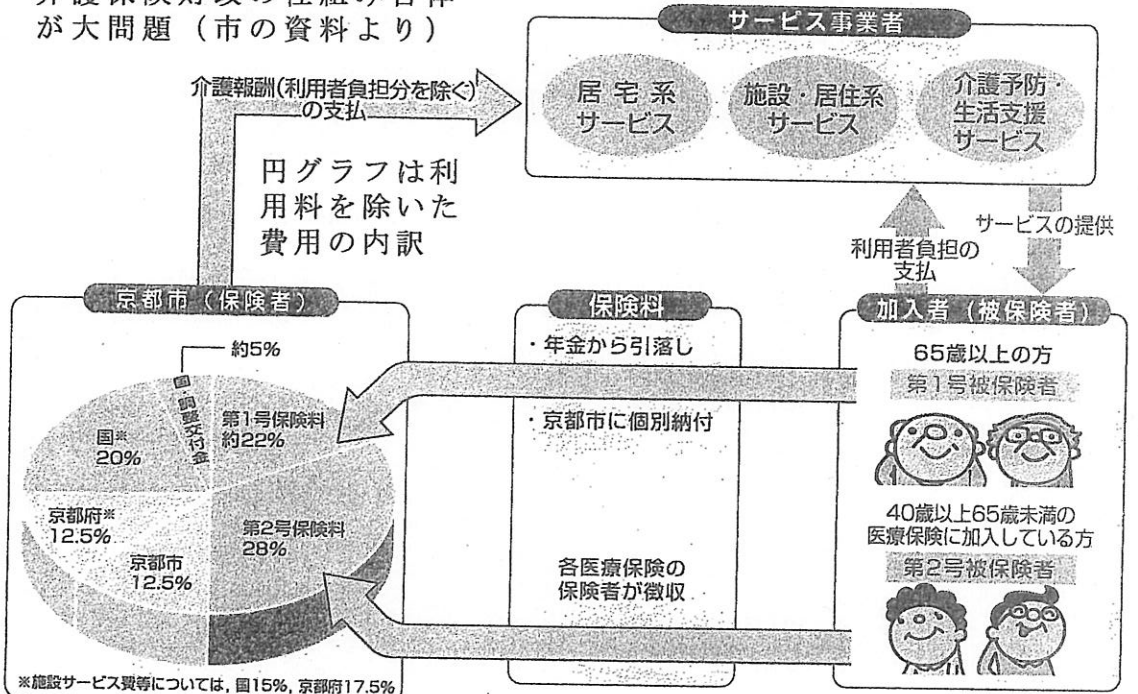 が大問題（市の資料より）
サービス事業者
居宅系
サービス
施設・居住系
サービス
介護予防・
生活支援
サービス
介護報酬(利用者負担分を除く)
の支払
円グラフは利
用料を除いた
費用の内訳
利用者負担の
支払
サービスの提供
京都市（保険者）
約5%
国 調整交付金
第1号保険料
約22%
国※
20%
京都府※
12.5%
京都市
12.5%
第2号保険料
28%
※施設サービス費等については,国15%,京都府17.5%
保険料
・年金から引落し
・京都市に個別納付
各医療保険の
保険者が徴収
加入者（被保険者）
65歳以上の方
第1号被保険者
40歳以上65歳未満の
医療保険に加入している方
第2号被保険者